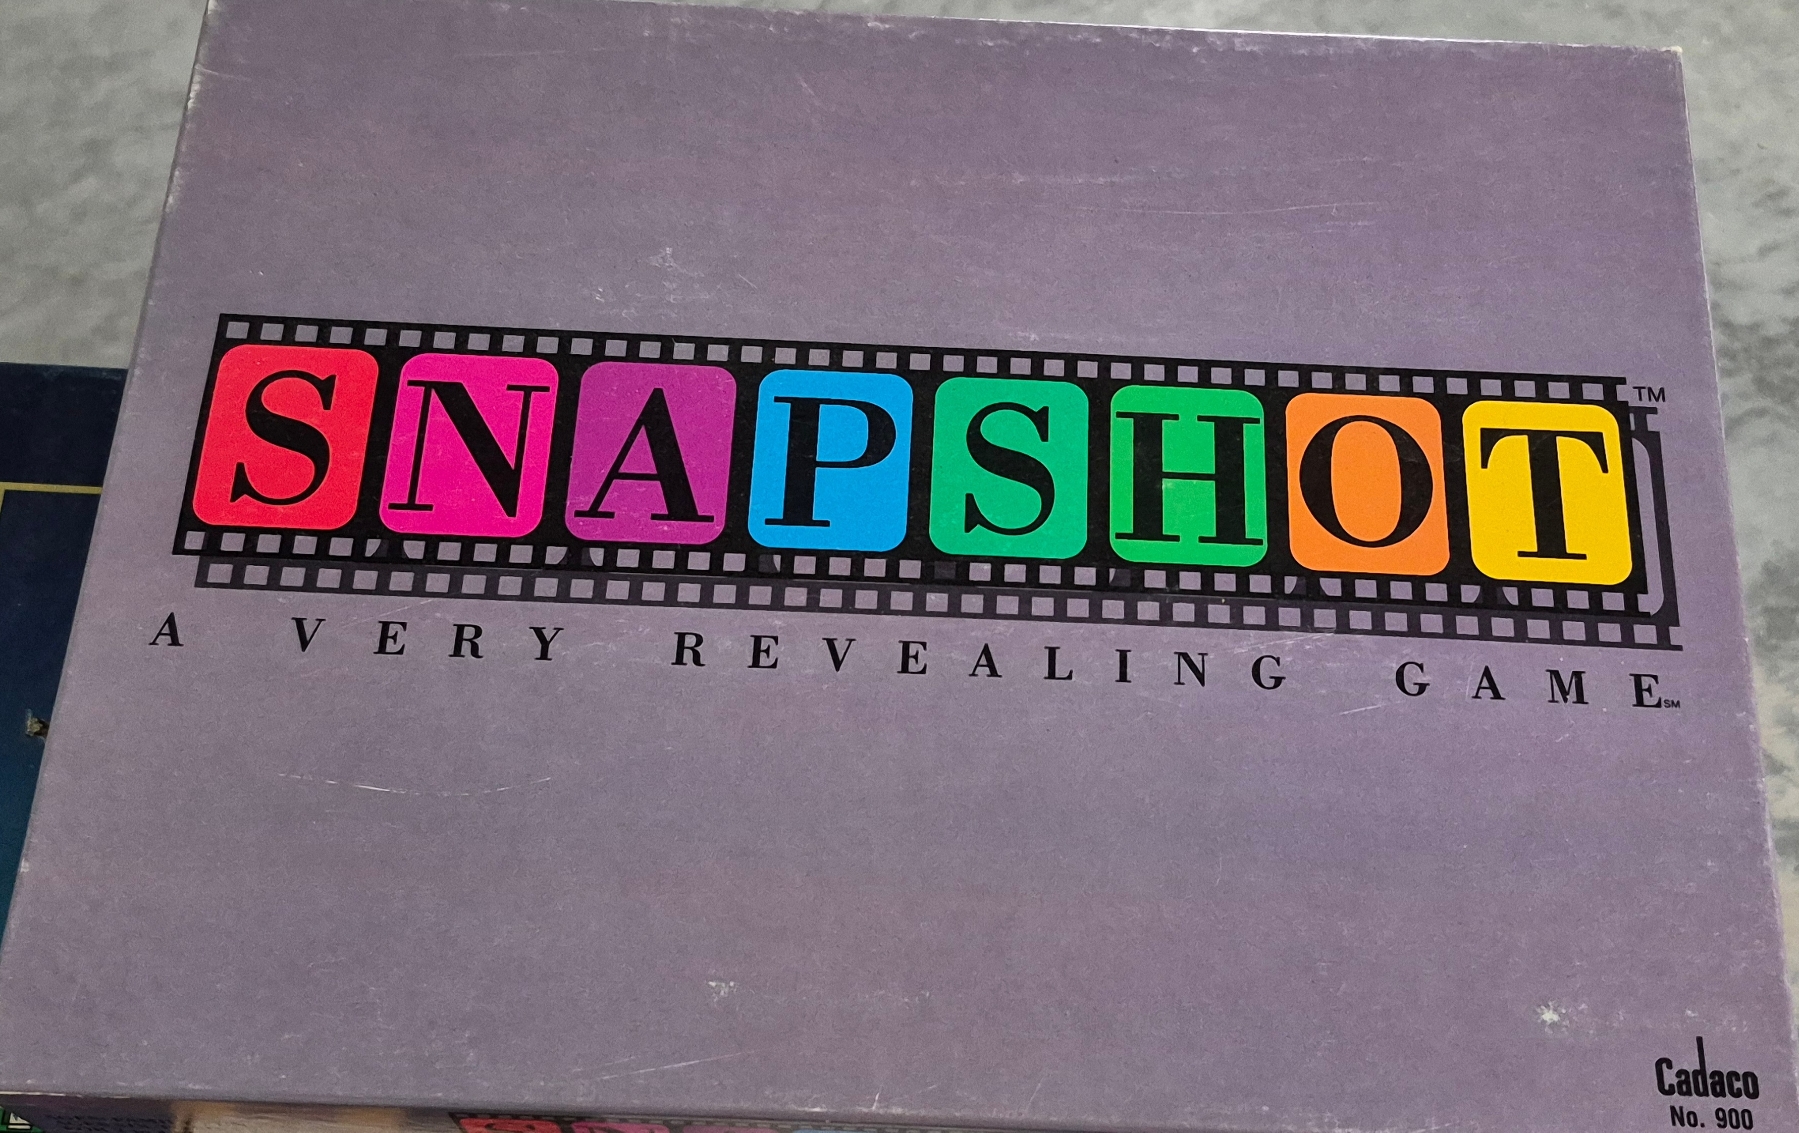 SNAPSHOT™
A VERY REVEALING GAME℠
Cadaco
No. 900